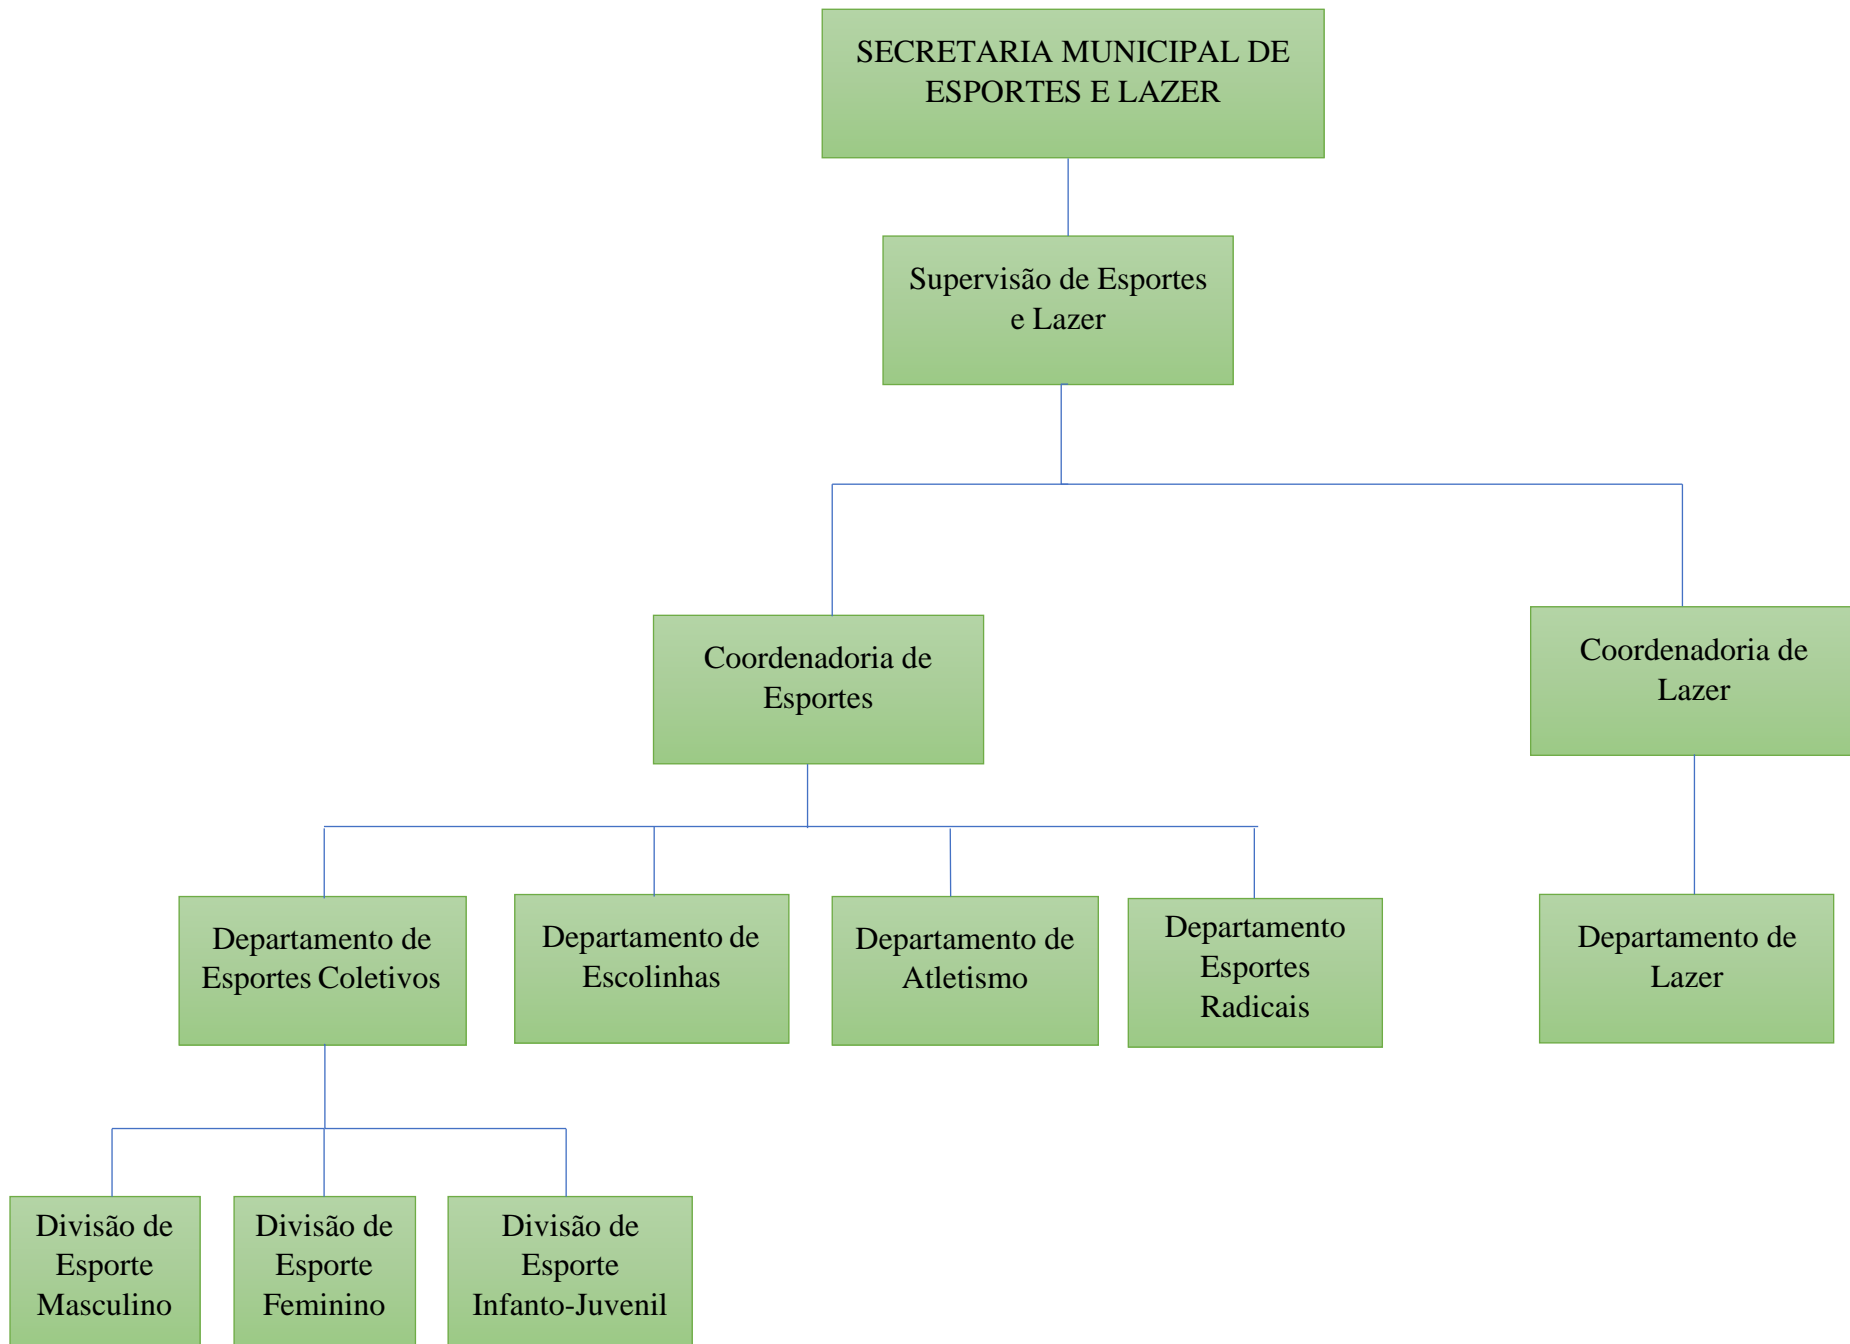 SECRETARIA MUNICIPAL DE
ESPORTES E LAZER
Supervisão de Esportes
e Lazer
Coordenadoria de
Esportes
Coordenadoria de
Lazer
Departamento de
Esportes Coletivos
Departamento de
Escolinhas
Departamento de
Atletismo
Departamento
Esportes
Radicais
Departamento de
Lazer
Divisão de
Esporte
Masculino
Divisão de
Esporte
Feminino
Divisão de
Esporte
Infanto-Juvenil